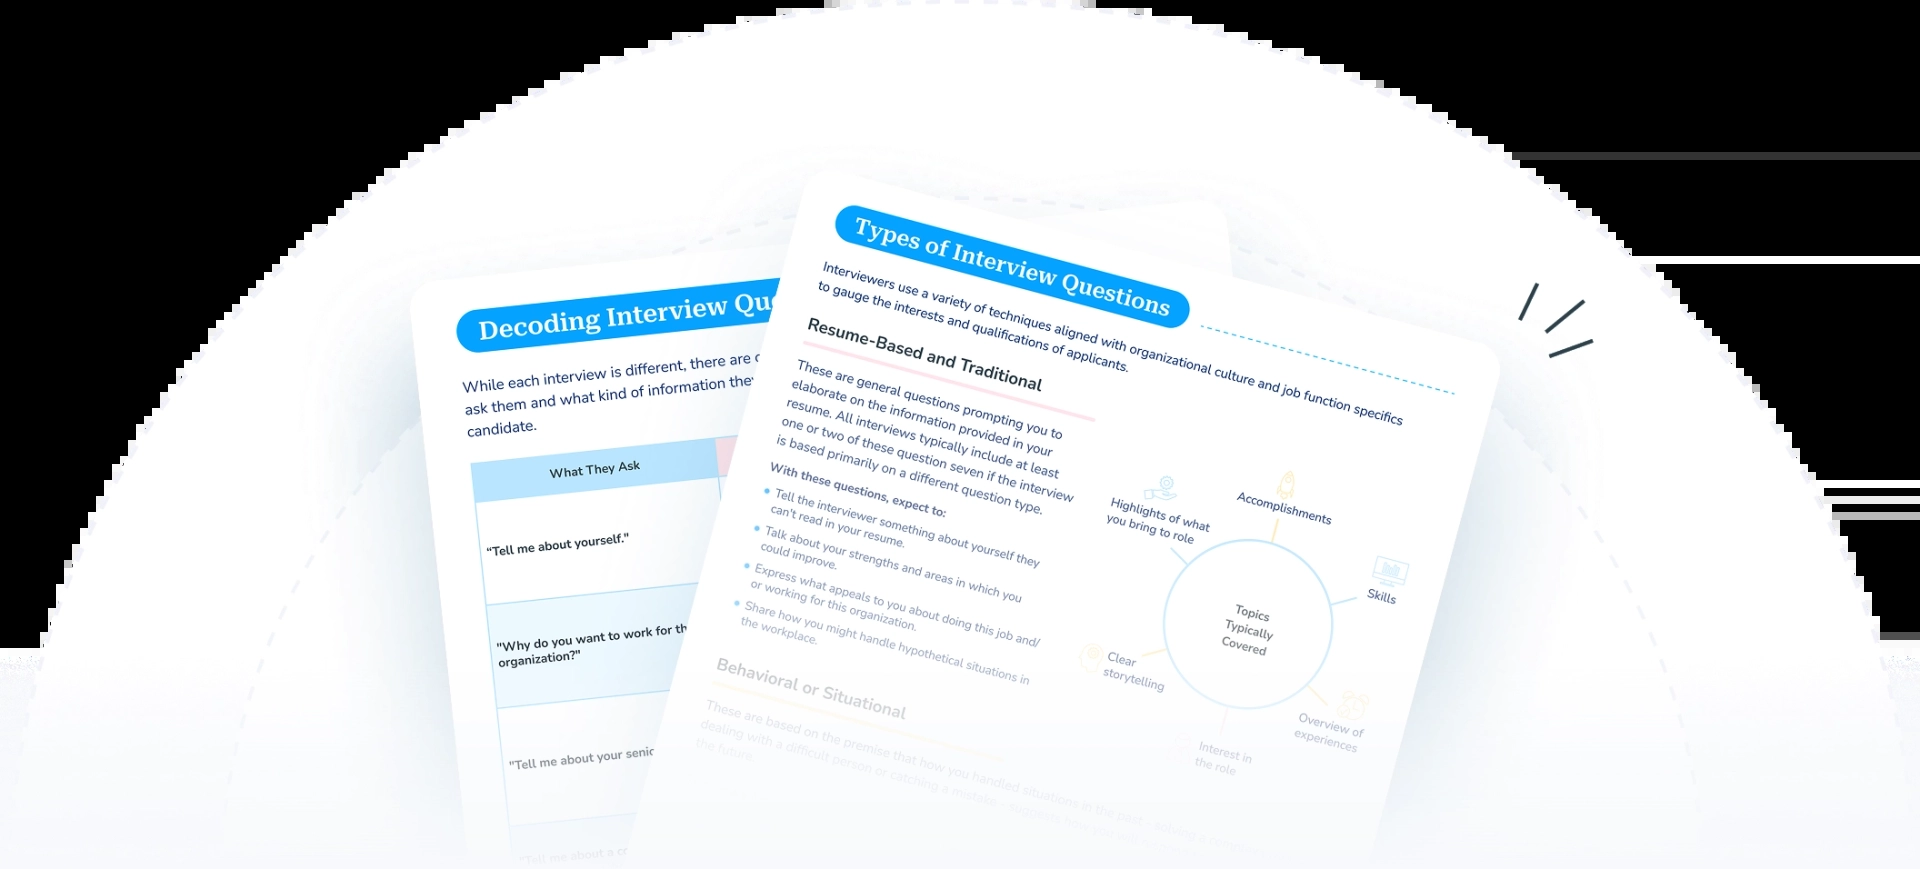 Decoding Interview
While each interview is different, there are
ask them and what kind of information
candidate.
What They Ask
“Tell me about yourself.”
"Why do you want to work for
organization?"
"Tell me about your
"Tell me about a
Types of Interview Questions
Interviewers use a variety of techniques aligned with organizational culture and job function specifics
to gauge the interests and qualifications of applicants.
Resume-Based and Traditional
These are general questions prompting you to
elaborate on the information provided in your
resume. All interviews typically include at least
one or two of these question seven if the interview
is based primarily on a different question type.
With these questions, expect to:
Tell the interviewer something about yourself they
can't read in your resume.
Talk about your strengths and areas in which you
could improve.
Express what appeals to you about doing this job and/
or working for this organization.
Share how you might handle hypothetical situations in
the workplace.
Highlights of what
you bring to role
Accomplishments
Skills
Topics
Typically
Covered
Clear
storytelling
Overview of
experiences
Interest in
the role
Behavioral or Situational
These are based on the premise that how you handled situations in the past - solving a
dealing with a difficult person or catching a mistake - suggests how you
the future.